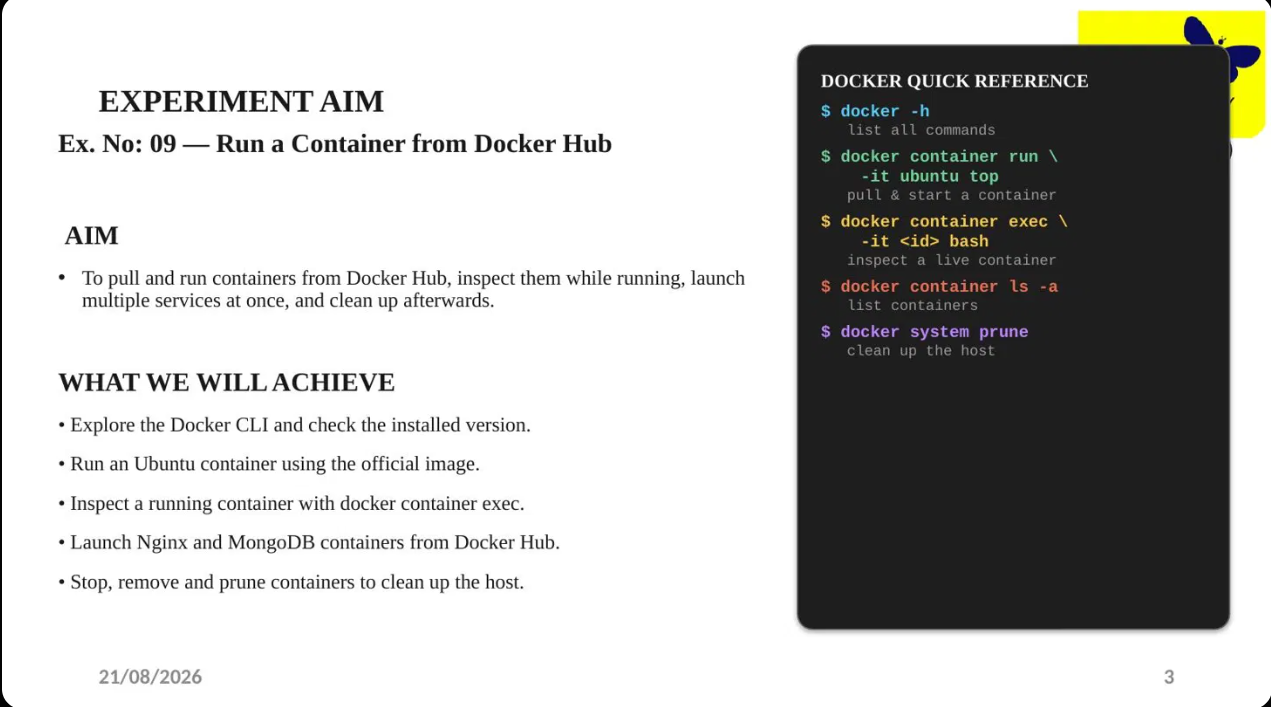 EXPERIMENT AIM
Ex. No: 09 — Run a Container from Docker Hub
AIM
• To pull and run containers from Docker Hub, inspect them while running, launch
multiple services at once, and clean up afterwards.
WHAT WE WILL ACHIEVE
• Explore the Docker CLI and check the installed version.
• Run an Ubuntu container using the official image.
• Inspect a running container with docker container exec.
• Launch Nginx and MongoDB containers from Docker Hub.
• Stop, remove and prune containers to clean up the host.
DOCKER QUICK REFERENCE
$ docker -h
list all commands
$ docker container run \
-it ubuntu top
pull & start a container
$ docker container exec \
-it <id> bash
inspect a live container
$ docker container ls -a
list containers
$ docker system prune
clean up the host
21/08/2026
3